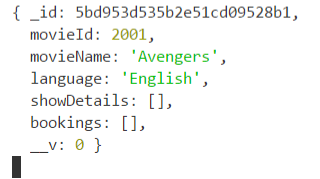 { _id: 5bd953d535b2e51cd09528b1,
movieId: 2001,
movieName: 'Avengers',
language: 'English',
showDetails: [],
bookings: [],
__v: 0 }